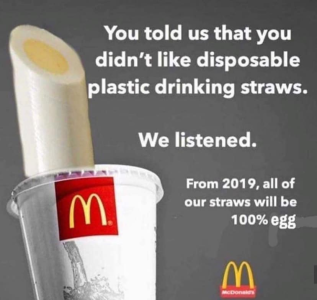 You told us that you
didn't like disposable
plastic drinking straws.
We listened.
From 2019, all of
our straws will be
100% egg
M
M
McDonald's